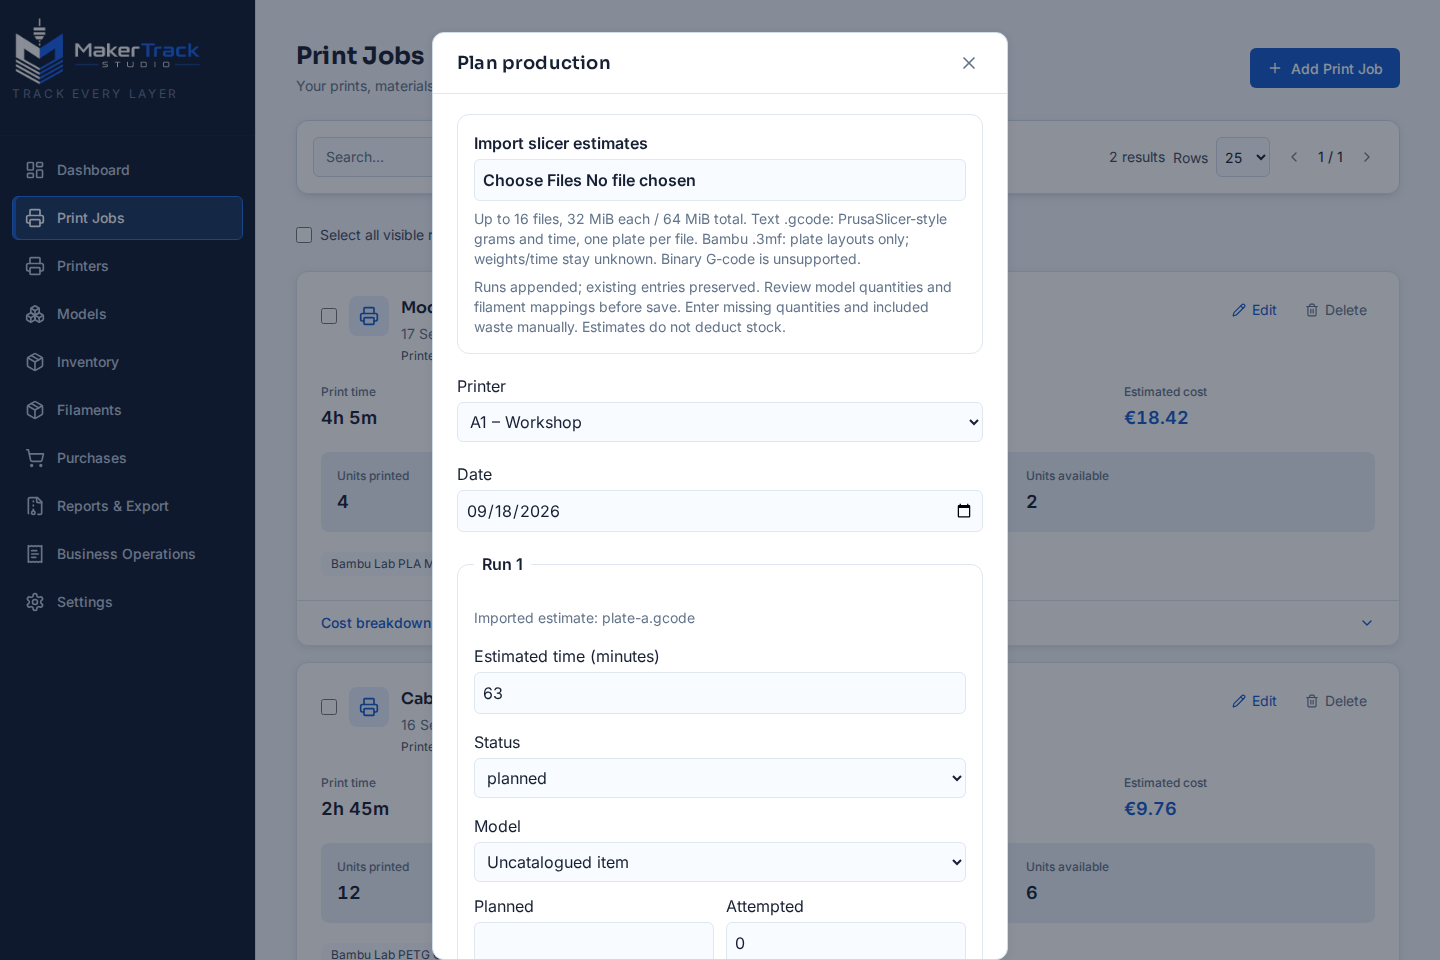 MakerTrack
STUDIO
TRACK EVERY LAYER
Dashboard
Print Jobs
Printers
Models
Inventory
Filaments
Purchases
Reports & Export
Business Operations
Settings
Print Jobs
Your prints, materials
Add Print Job
Search...
2 results
Rows
25
1 / 1
Select all visible
Edit
Delete
Print time
4h 5m
Estimated cost
€18.42
Units printed
4
Units available
2
Bambu Lab PLA
Cost breakdown
Edit
Delete
Print time
2h 45m
Estimated cost
€9.76
Units printed
12
Units available
6
Bambu Lab PETG
Plan production
Import slicer estimates
Choose Files No file chosen
Up to 16 files, 32 MiB each / 64 MiB total. Text .gcode: PrusaSlicer-style
grams and time, one plate per file. Bambu .3mf: plate layouts only;
weights/time stay unknown. Binary G-code is unsupported.
Runs appended; existing entries preserved. Review model quantities and
filament mappings before save. Enter missing quantities and included
waste manually. Estimates do not deduct stock.
Printer
A1 – Workshop
Date
09/18/2026
Run 1
Imported estimate: plate-a.gcode
Estimated time (minutes)
63
Status
planned
Model
Uncatalogued item
Planned
Attempted
0